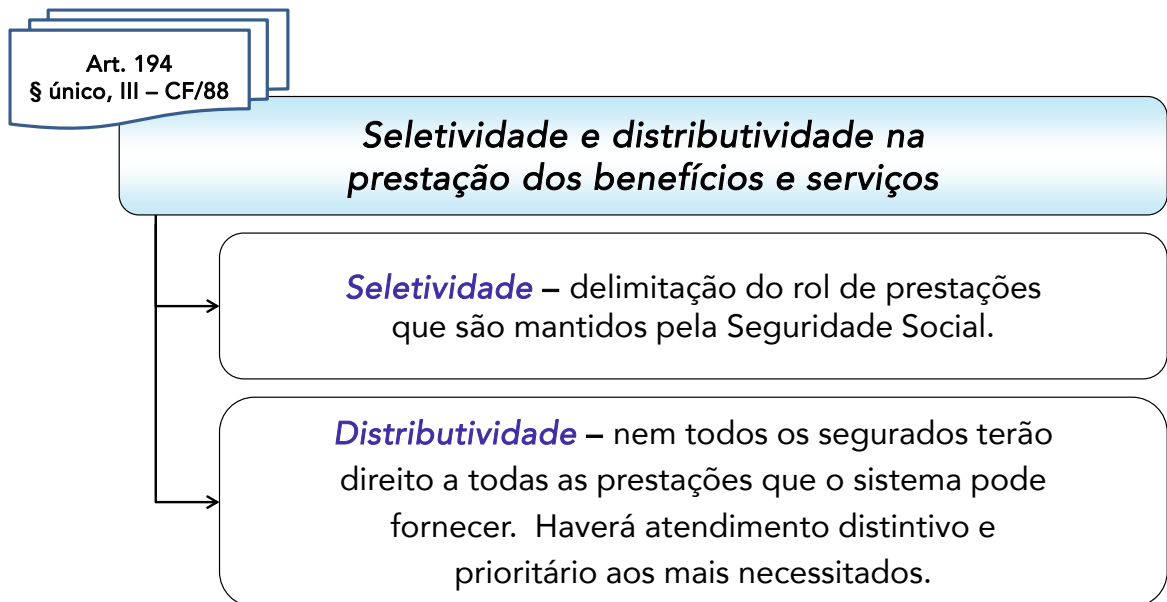 Art. 194
§ único, III – CF/88
Seletividade e distributividade na
prestação dos benefícios e serviços
Seletividade – delimitação do rol de prestações
que são mantidos pela Seguridade Social.
Distributividade – nem todos os segurados terão
direito a todas as prestações que o sistema pode
fornecer.  Haverá atendimento distintivo e
prioritário aos mais necessitados.